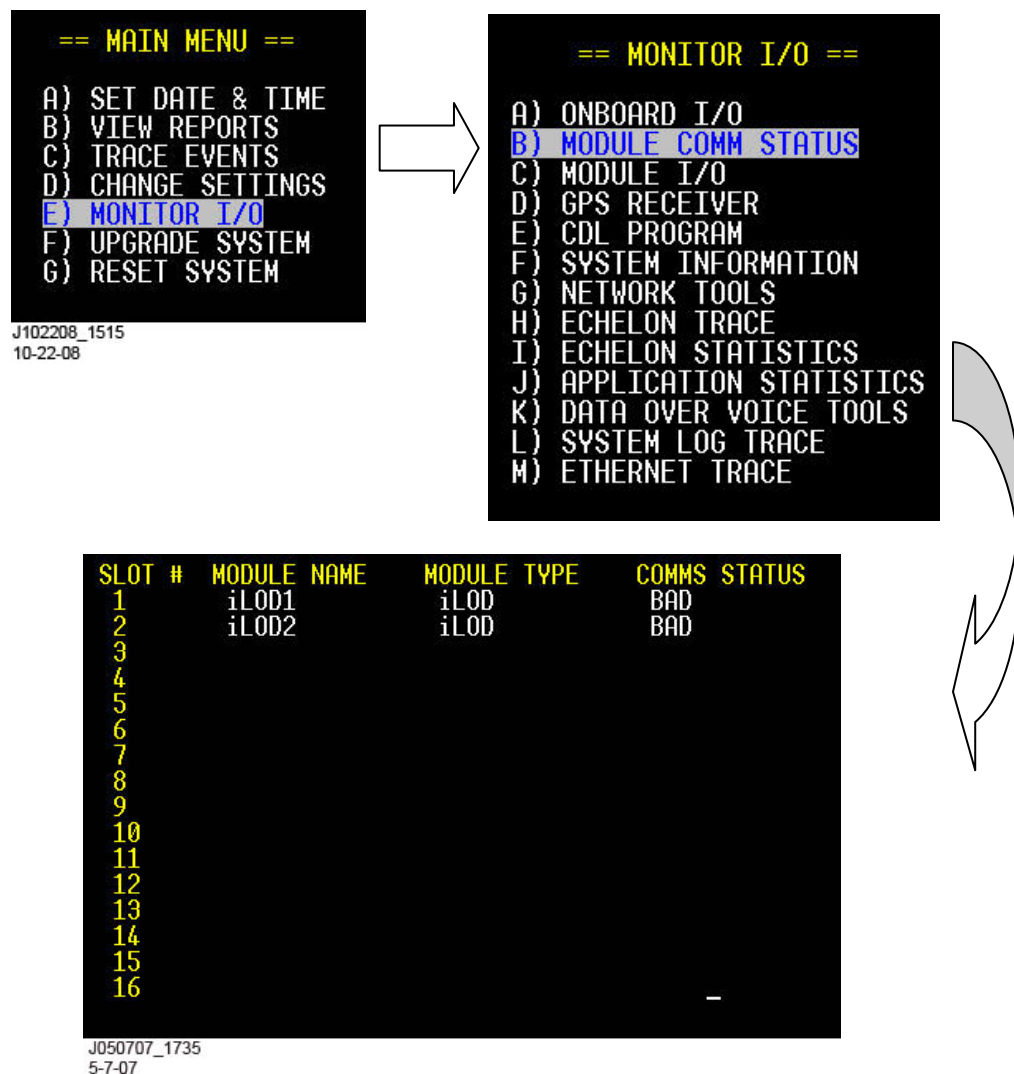 == MAIN MENU ==
A) SET DATE & TIME
B) VIEW REPORTS
C) TRACE EVENTS
D) CHANGE SETTINGS
E) MONITOR I/O
F) UPGRADE SYSTEM
G) RESET SYSTEM
J102208_1515
10-22-08
== MONITOR I/O ==
A) ONBOARD I/O
B) MODULE COMM STATUS
C) MODULE I/O
D) GPS RECEIVER
E) CDL PROGRAM
F) SYSTEM INFORMATION
G) NETWORK TOOLS
H) ECHELON TRACE
I) ECHELON STATISTICS
J) APPLICATION STATISTICS
K) DATA OVER VOICE TOOLS
L) SYSTEM LOG TRACE
M) ETHERNET TRACE
SLOT # MODULE NAME MODULE TYPE COMMS STATUS
1 iLOD1 iLOD BAD
2 iLOD2 iLOD BAD
3
4
5
6
7
8
9
10
11
12
13
14
15
16 _
J050707_1735
5-7-07